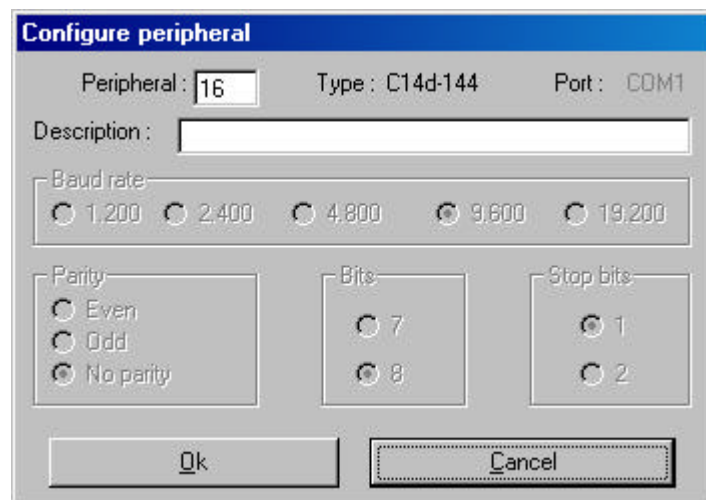 Configure peripheral
Peripheral : 16 Type : C14d-144 Port : COM1
Description :
Baud rate
1.200 2.400 4.800 9.600 19.200
Parity Bits Stop bits
Even
7 1
Odd
No parity 8 2
Ok Cancel